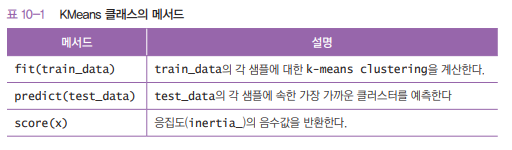 표 10-1 KMeans 클래스의 메서드
메서드 설명
fit(train_data) train_data의 각 샘플에 대한 k-means clustering을 계산한다.
predict(test_data) test_data의 각 샘플에 속한 가장 가까운 클러스터를 예측한다
score(x) 응집도(inertia_)의 음수값을 반환한다.